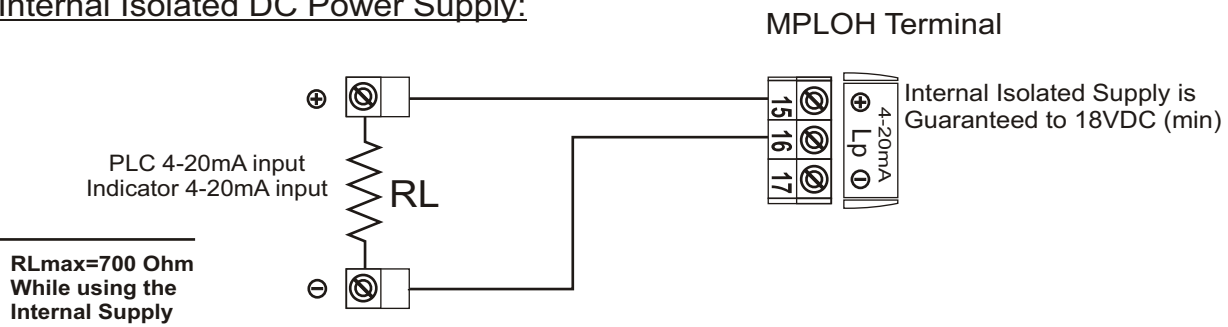 Internal Isolated DC Power Supply:
MPLOH Terminal
⊕
PLC 4-20mA input
Indicator 4-20mA input
RL
⊖
RLmax=700 Ohm
While using the
Internal Supply
15
16
17
⊕ Lp ⊖
4-20mA
Internal Isolated Supply is
Guaranteed to 18VDC (min)